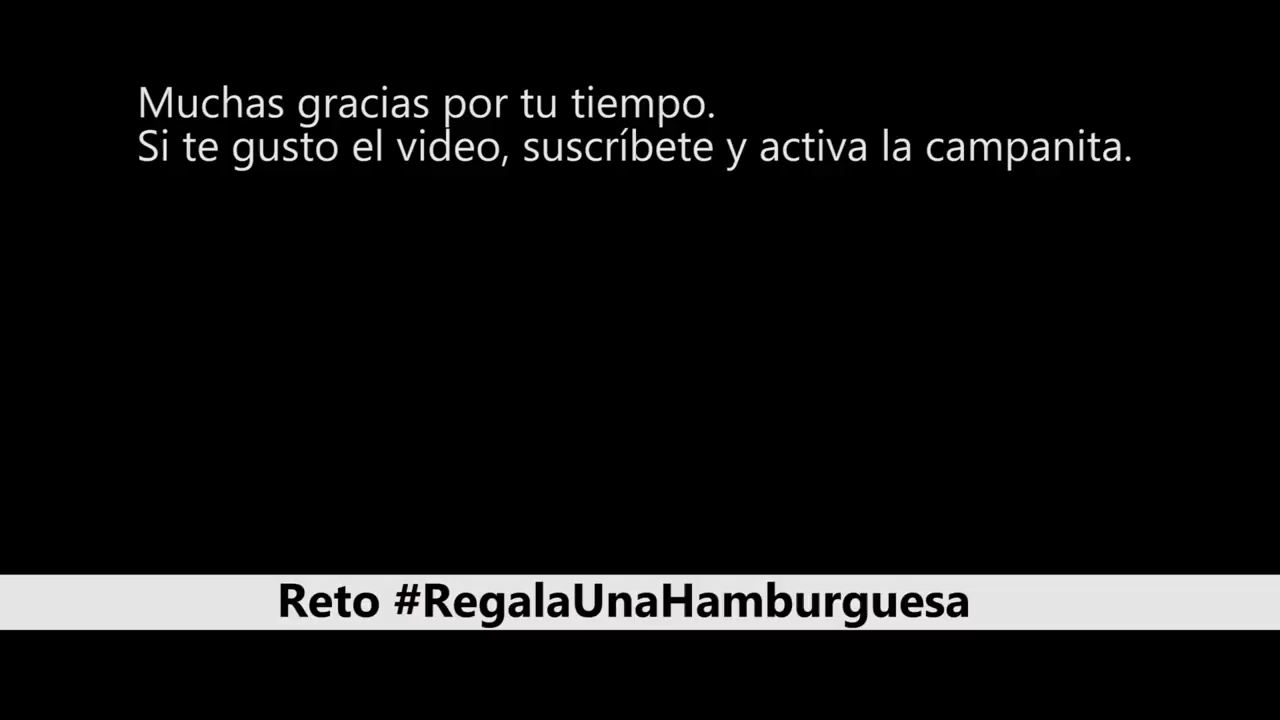 Muchas gracias por tu tiempo.
Si te gusto el video, suscríbete y activa la campanita.
Reto #RegalaUnaHamburguesa